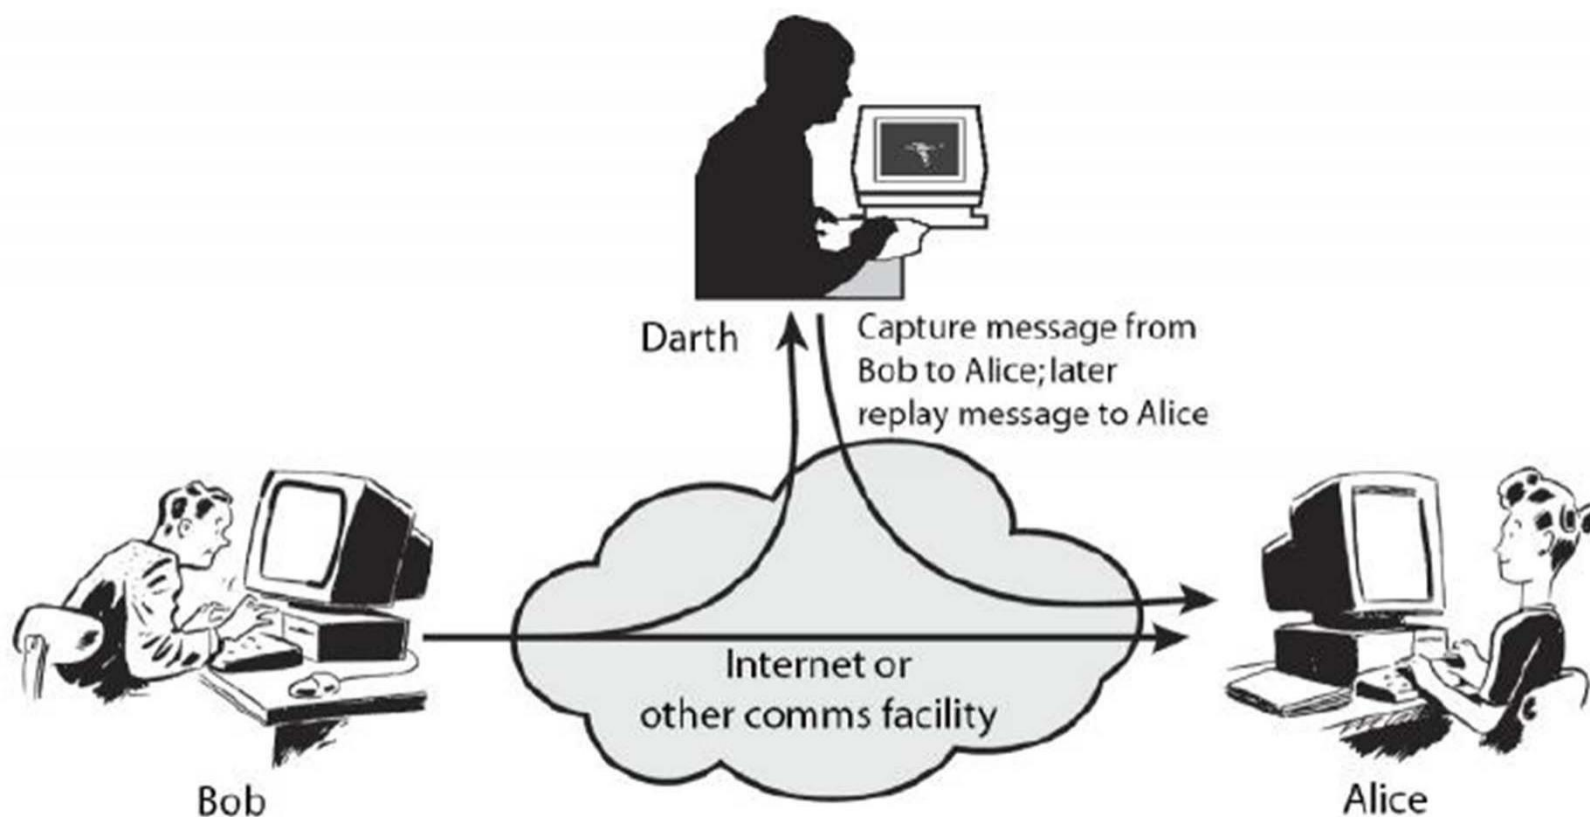 Darth
Capture message from
Bob to Alice; later
replay message to Alice
Internet or
other comms facility
Bob
Alice